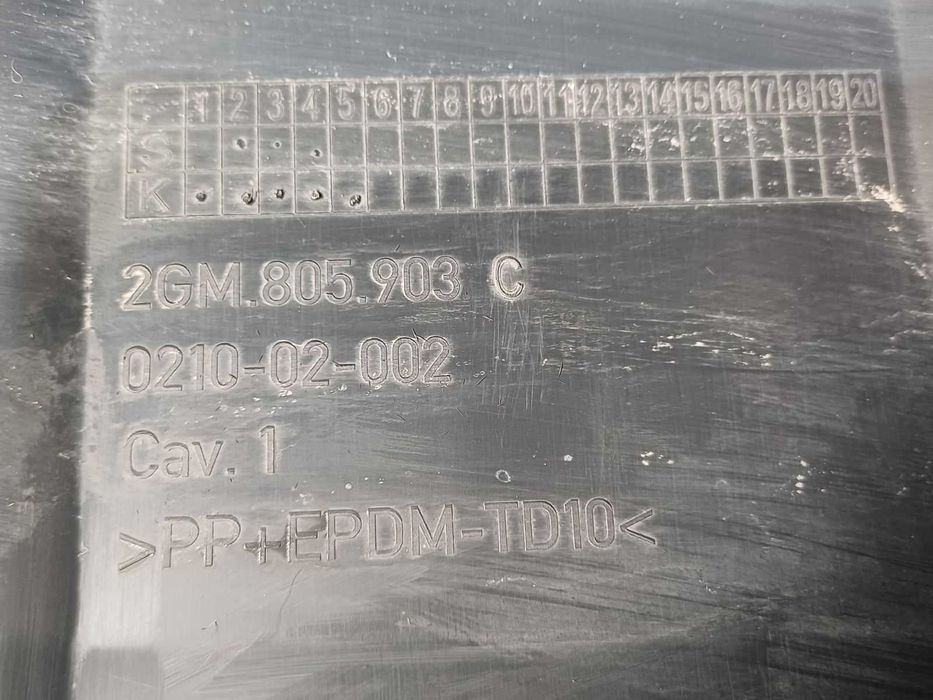 1 2 3 4 5 6 7 8 9 10 11 12 13 14 15 16 17 18 19 20
S
K
2GM.805.903 C
0210-02-002
Cav. 1
>PP+EPDM-TD10<